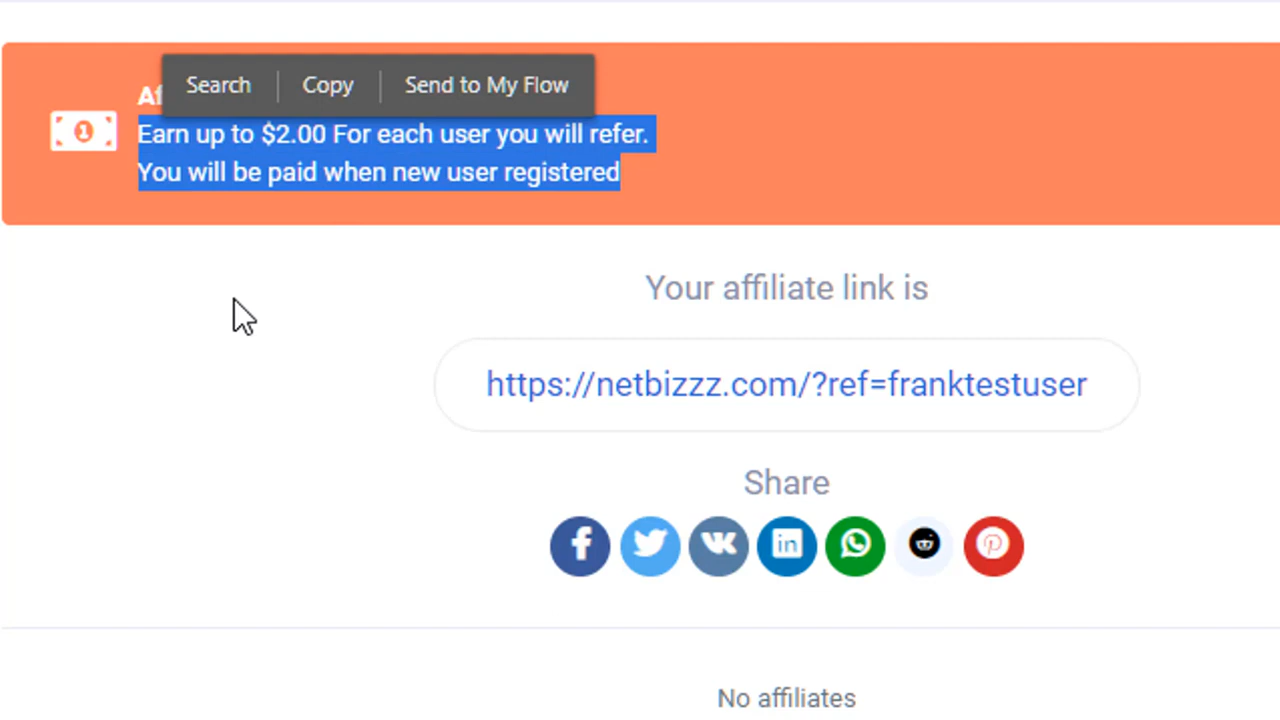 Search Copy Send to My Flow
Earn up to $2.00 For each user you will refer.
You will be paid when new user registered
Your affiliate link is
https://netbizzz.com/?ref=franktestuser
Share
No affiliates